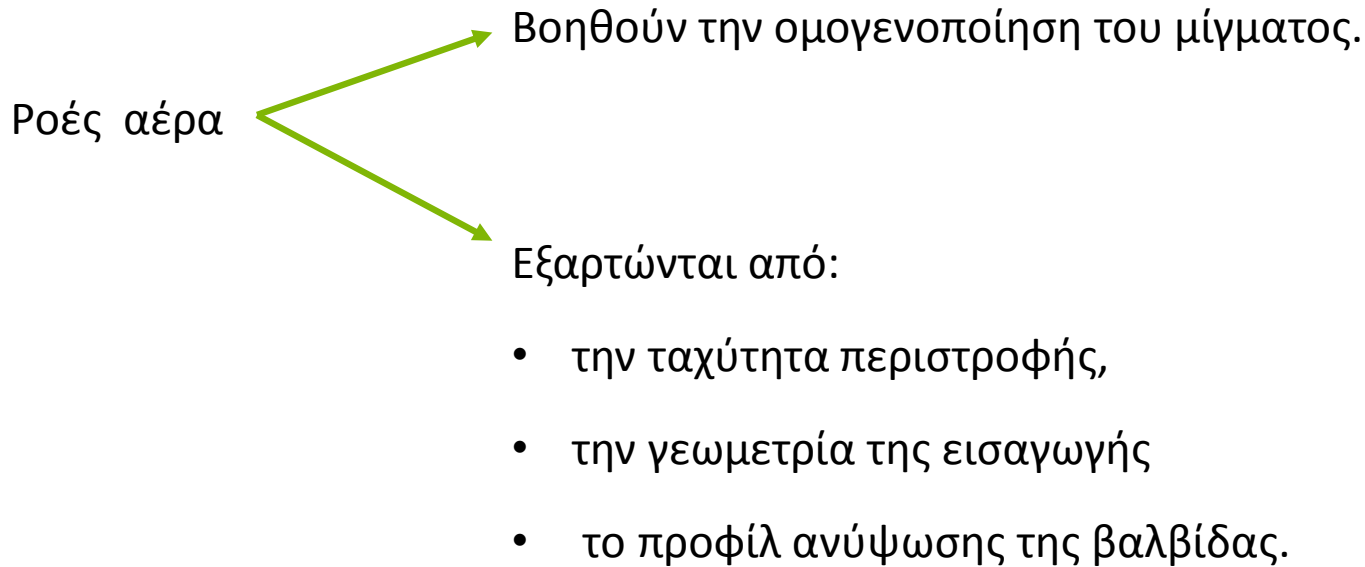 Βοηθούν την ομογενοποίηση του μίγματος.
Ροές αέρα
Εξαρτώνται από:
• την ταχύτητα περιστροφής,
• την γεωμετρία της εισαγωγής
• το προφίλ ανύψωσης της βαλβίδας.